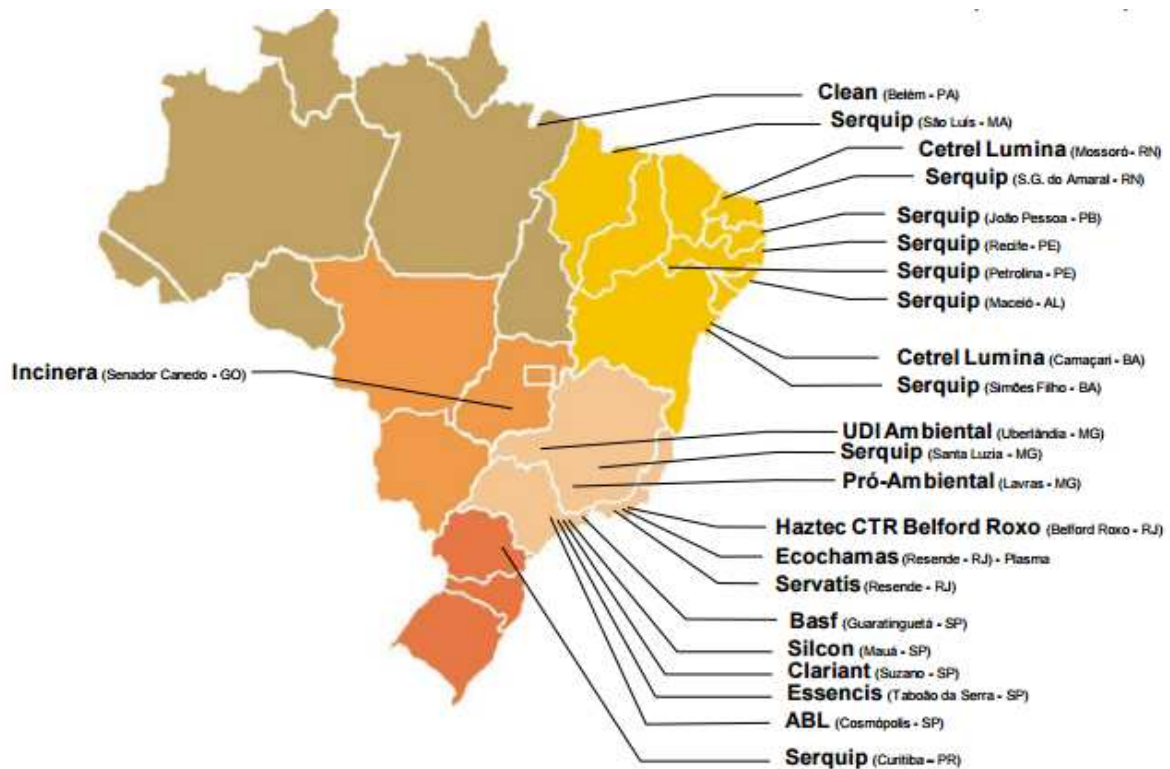 Clean (Belém - PA)
Serquip (São Luis - MA)
Cetrel Lumina (Mossoró - RN)
Serquip (S.G. do Amaral - RN)
Serquip (João Pessoa - PB)
Serquip (Recife - PE)
Serquip (Petrolina - PE)
Serquip (Maceió - AL)
Cetrel Lumina (Camaçari - BA)
Incinera (Senador Canedo - GO)
Serquip (Simões Filho - BA)
UDI Ambiental (Uberlândia - MG)
Serquip (Santa Luzia - MG)
Pró-Ambiental (Lavras - MG)
Haztec CTR Belford Roxo (Belford Roxo - RJ)
Ecochamas (Resende - RJ) - Plasma
Servatis (Resende - RJ)
Basf (Guaratinguetá - SP)
Silcon (Mauá - SP)
Clariant (Suzano - SP)
Essencis (Taboão da Serra - SP)
ABL (Cosmópolis - SP)
Serquip (Curitiba - PR)